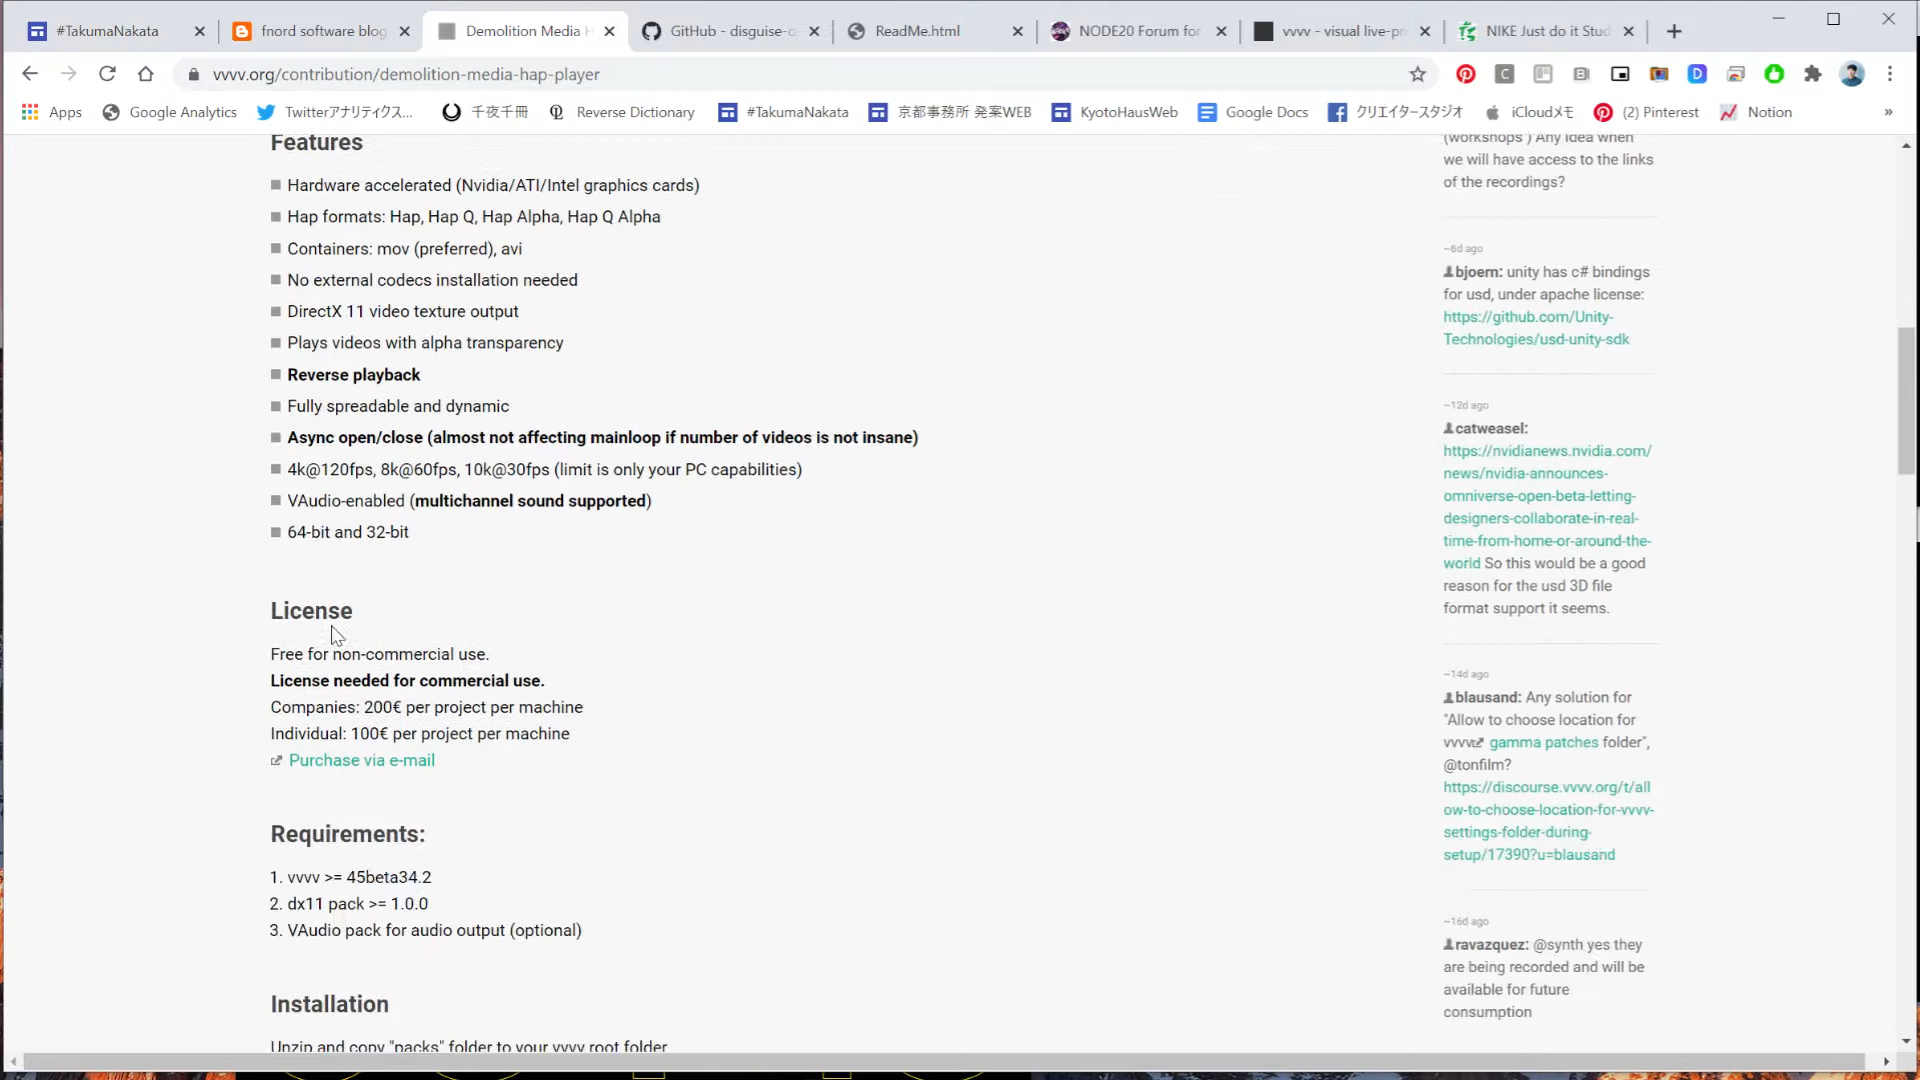 #TakumaNakata
fnord software blog
Demolition Media H
GitHub - disguise-o
ReadMe.html
NODE20 Forum for
vvvv - visual live-pr
NIKE Just do it Stud
vvvv.org/contribution/demolition-media-hap-player
Apps
Google Analytics
Twitterアナリティクス...
千夜千冊
Reverse Dictionary
#TakumaNakata
京都事務所 発案WEB
KyotoHausWeb
Google Docs
クリエイタースタジオ
iCloudメモ
(2) Pinterest
Notion
»
Features
Hardware accelerated (Nvidia/ATI/Intel graphics cards)
Hap formats: Hap, Hap Q, Hap Alpha, Hap Q Alpha
Containers: mov (preferred), avi
No external codecs installation needed
DirectX 11 video texture output
Plays videos with alpha transparency
Reverse playback
Fully spreadable and dynamic
Async open/close (almost not affecting mainloop if number of videos is not insane)
4k@120fps, 8k@60fps, 10k@30fps (limit is only your PC capabilities)
VAudio-enabled (multichannel sound supported)
64-bit and 32-bit
License
Free for non-commercial use.
License needed for commercial use.
Companies: 200€ per project per machine
Individual: 100€ per project per machine
Purchase via e-mail
Requirements:
1. vvvv >= 45beta34.2
2. dx11 pack >= 1.0.0
3. VAudio pack for audio output (optional)
Installation
Unzip and copy "packs" folder to your vvvv root folder
(workshops ) Any idea when
we will have access to the links
of the recordings?
~6d ago
bjoern: unity has c# bindings
for usd, under apache license:
https://github.com/Unity-
Technologies/usd-unity-sdk
~12d ago
catweasel:
https://nvidianews.nvidia.com/
news/nvidia-announces-
omniverse-open-beta-letting-
designers-collaborate-in-real-
time-from-home-or-around-the-
world So this would be a good
reason for the usd 3D file
format support it seems.
~14d ago
blausand: Any solution for
"Allow to choose location for
vvvv gamma patches folder",
@tonfilm?
https://discourse.vvvv.org/t/all
ow-to-choose-location-for-vvvv-
settings-folder-during-
setup/17390?u=blausand
~16d ago
ravazquez: @synth yes they
are being recorded and will be
available for future
consumption